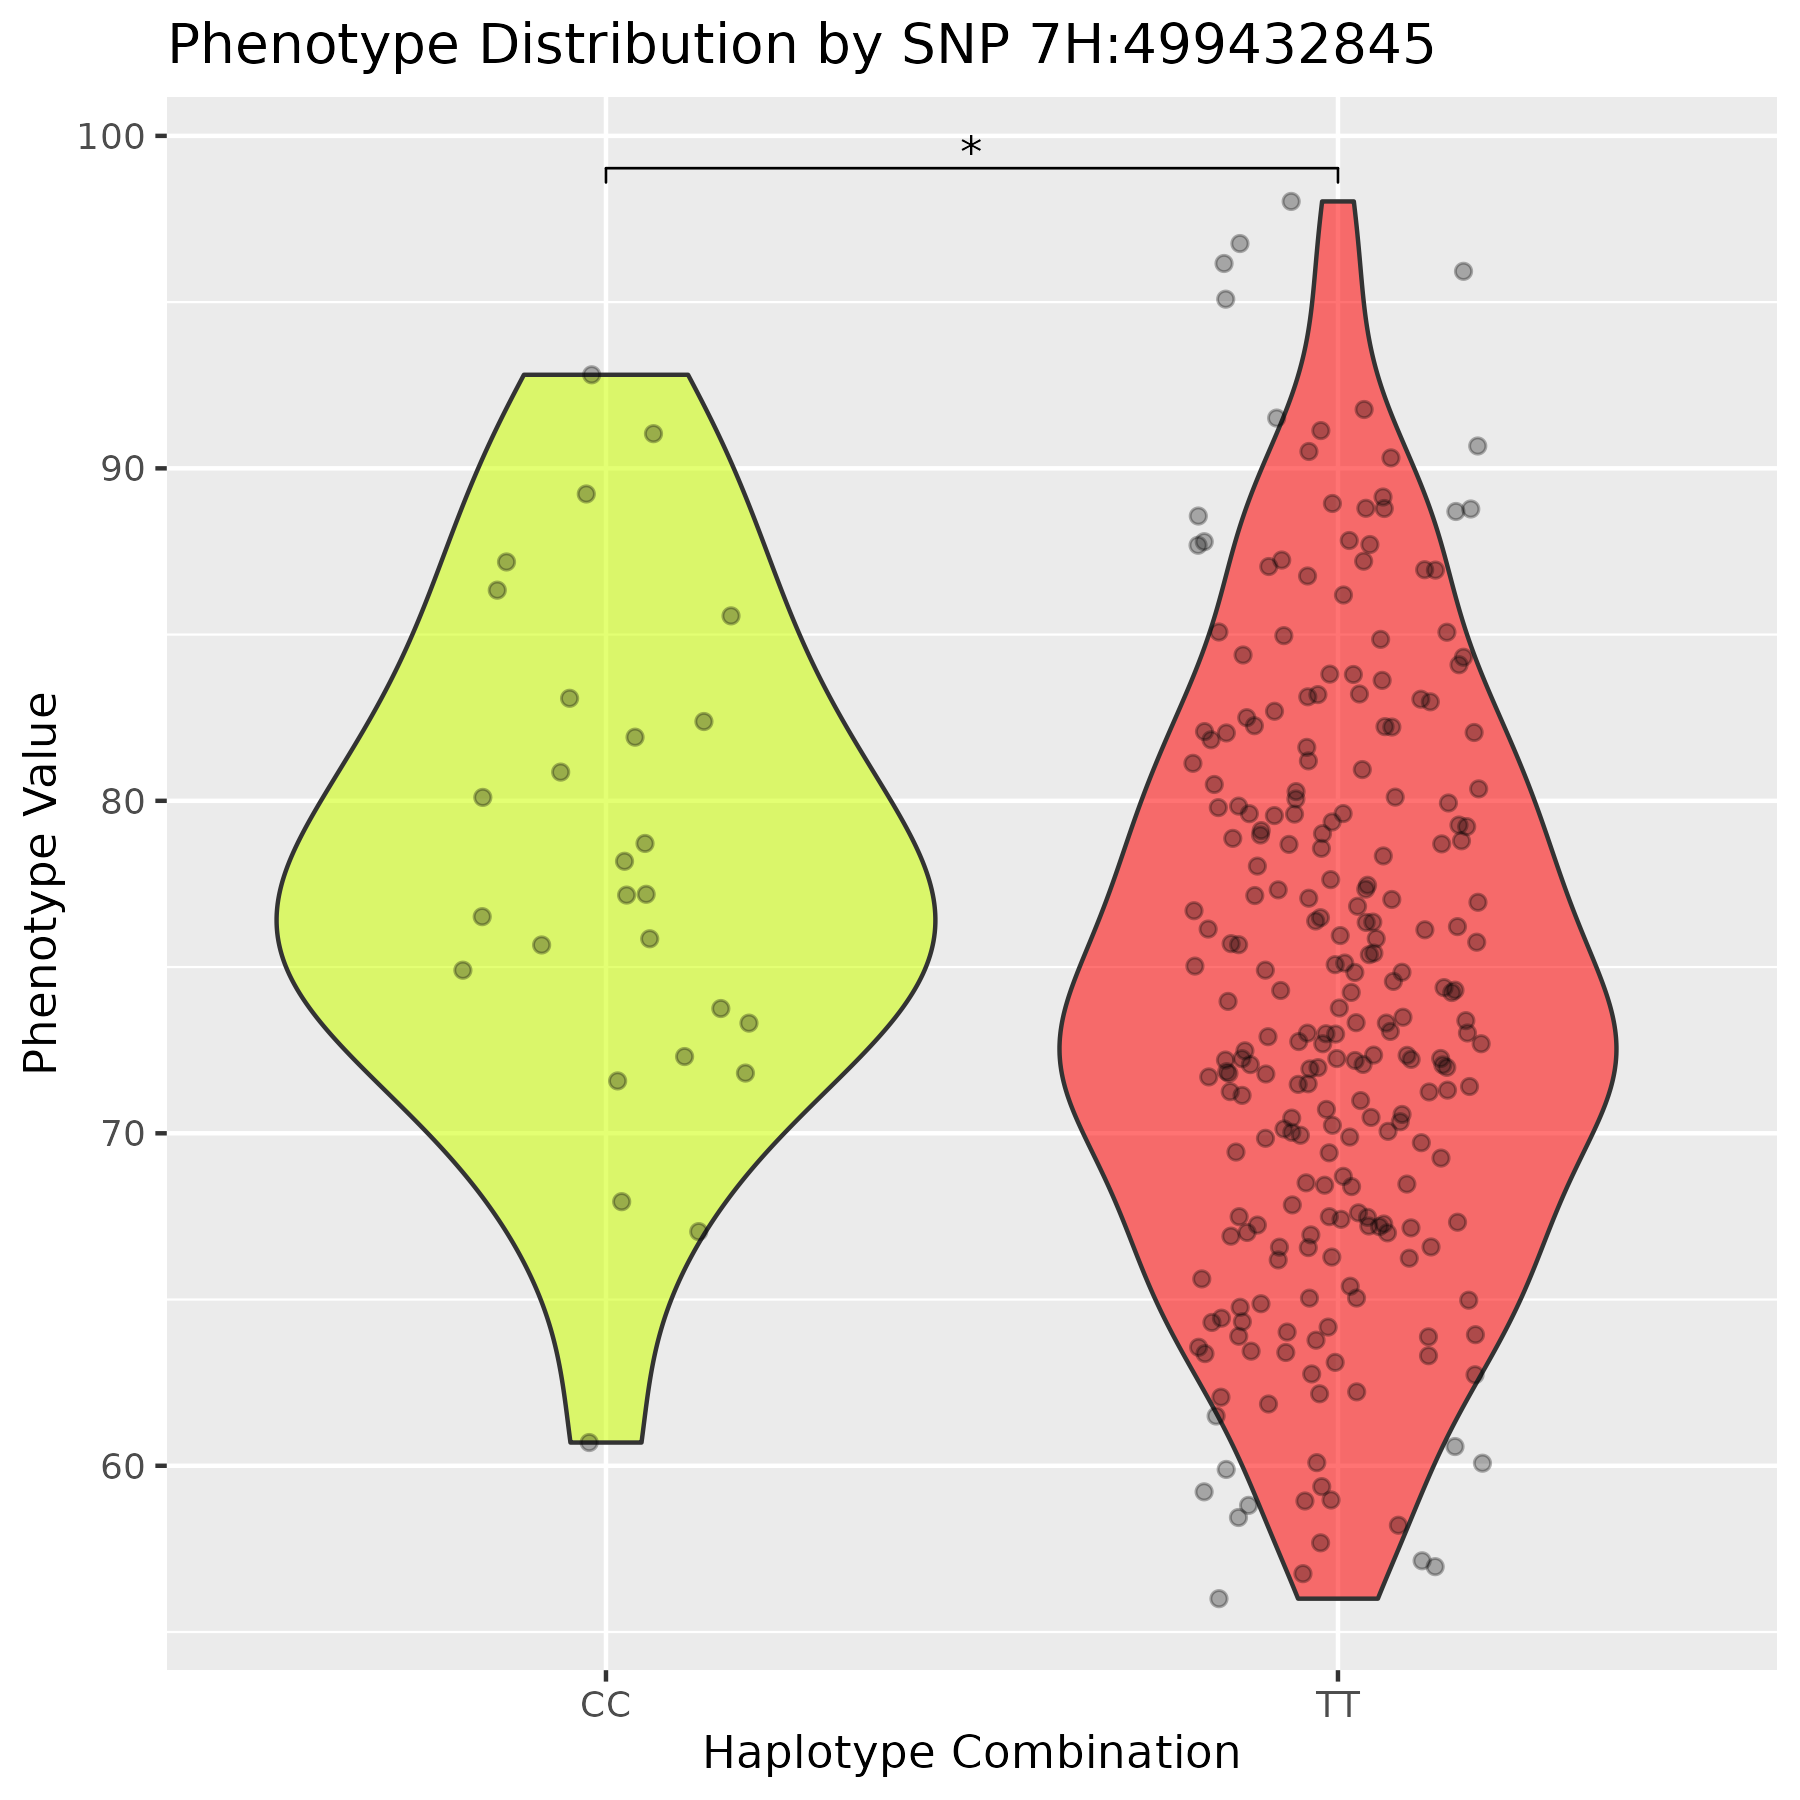 Phenotype Distribution by SNP 7H:499432845
100
*
90
80
70
60
Phenotype Value
CC
TT
Haplotype Combination